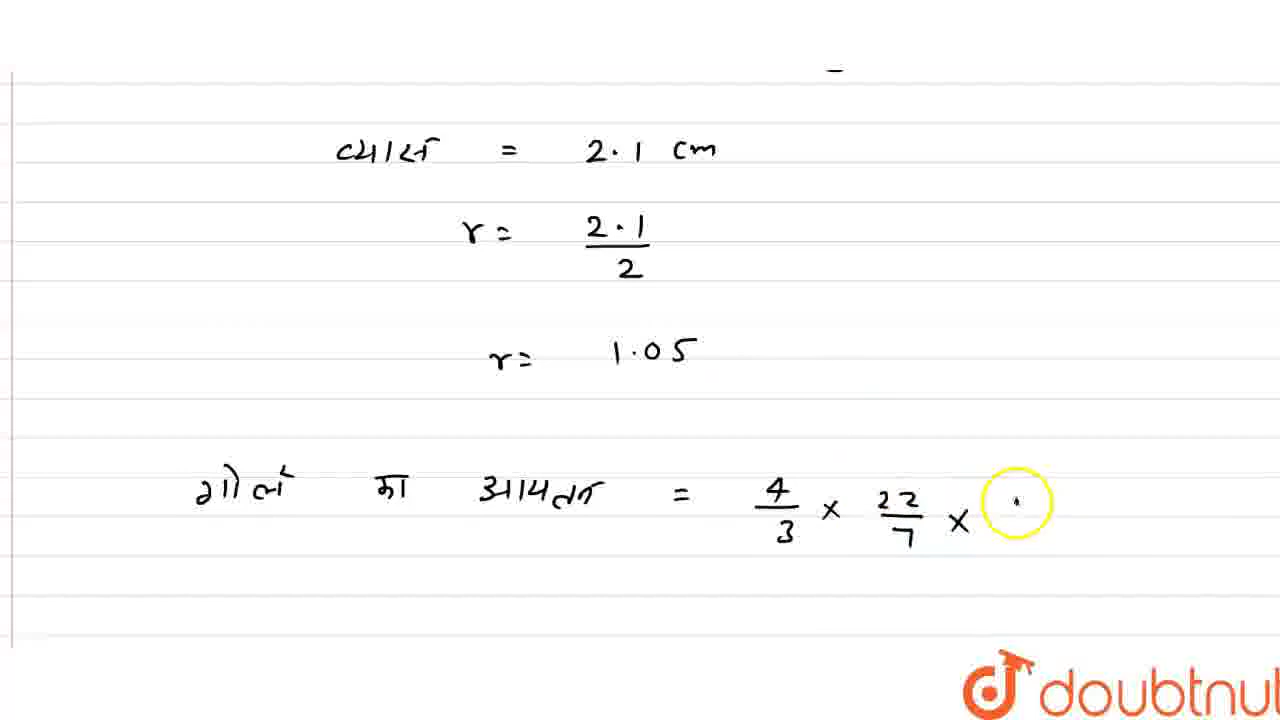 व्यास = 2.1 cm
r = 2.1/2
r = 1.05
गोले का आयतन = 4/3 × 22/7 ×
doubtnut